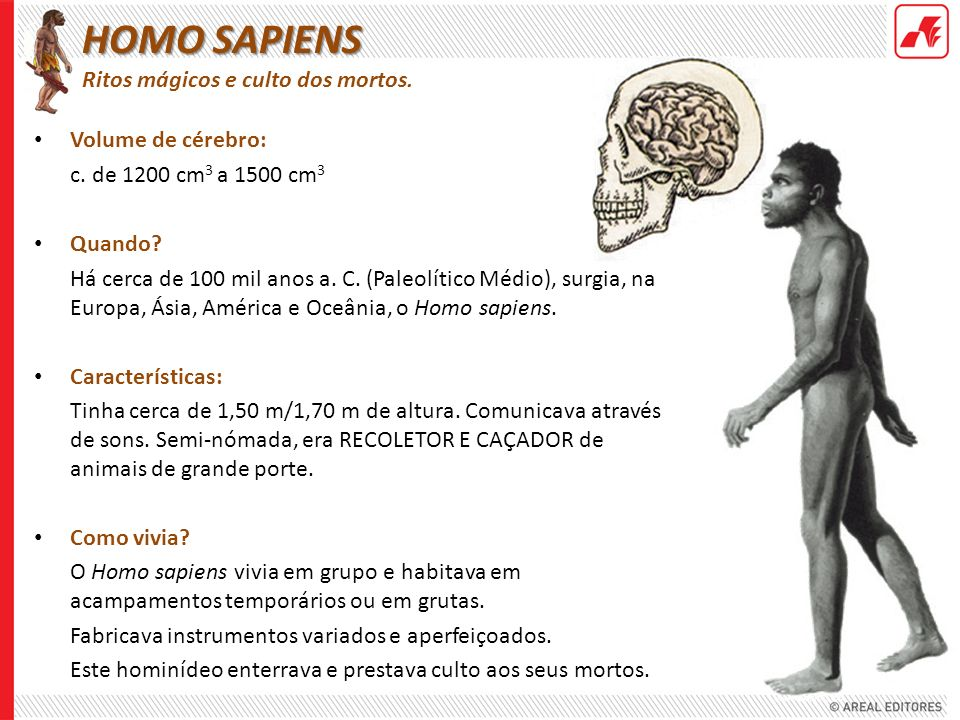 HOMO SAPIENS
Ritos mágicos e culto dos mortos.
• Volume de cérebro:
c. de 1200 cm³ a 1500 cm³
• Quando?
Há cerca de 100 mil anos a. C. (Paleolítico Médio), surgia, na
Europa, Ásia, América e Oceânia, o Homo sapiens.
• Características:
Tinha cerca de 1,50 m/1,70 m de altura. Comunicava através
de sons. Semi-nómada, era RECOLETOR E CAÇADOR de
animais de grande porte.
• Como vivia?
O Homo sapiens vivia em grupo e habitava em
acampamentos temporários ou em grutas.
Fabricava instrumentos variados e aperfeiçoados.
Este hominídeo enterrava e prestava culto aos seus mortos.
© AREAL EDITORES